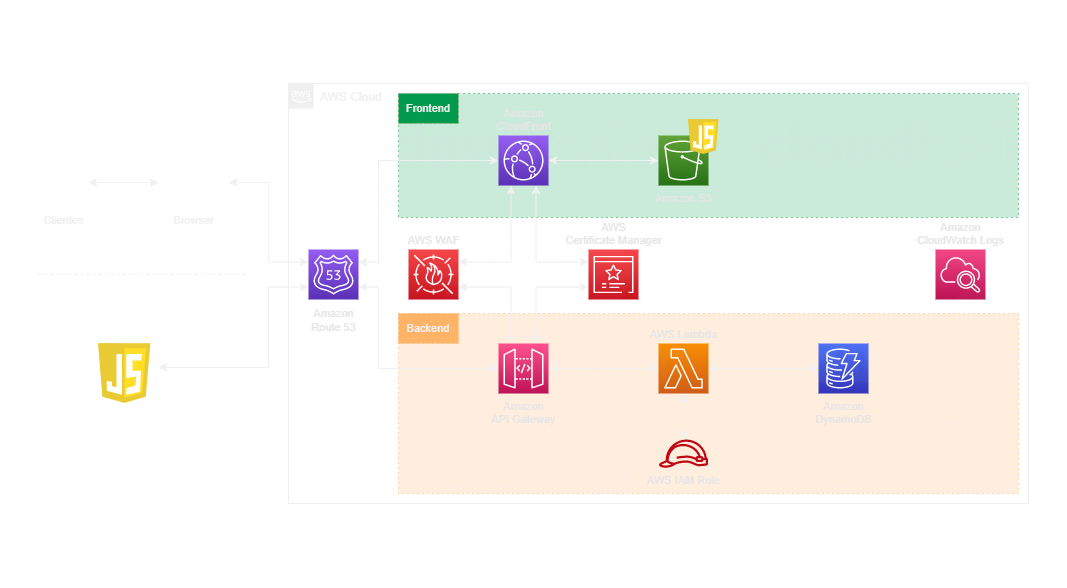 aws
AWS Cloud
Frontend
Amazon
CloudFront
JS
Amazon S3
Clientes
Browser
AWS WAF
AWS
Certificate Manager
Amazon
CloudWatch Logs
53
Amazon
Route 53
Backend
AWS Lambda
JS
</>
Amazon
API Gateway
Amazon
DynamoDB
AWS IAM Role